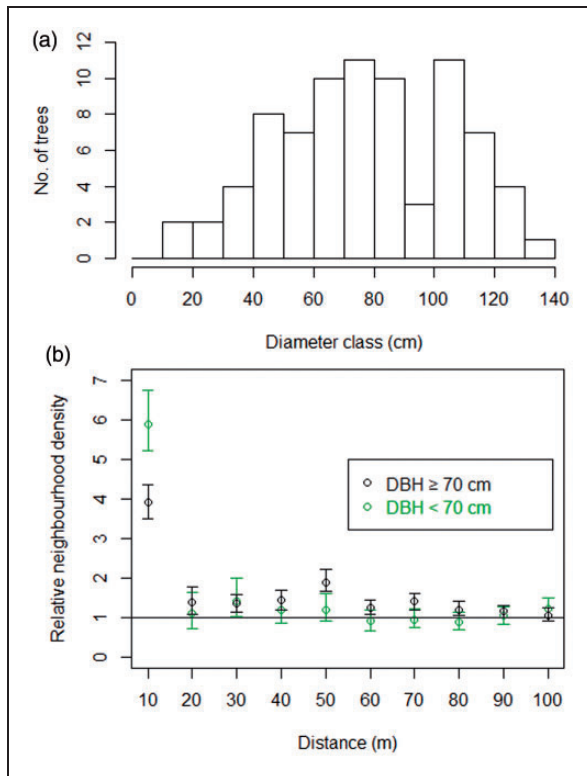 (a)
12
10
8
6
4
2
0
No. of trees
0 20 40 60 80 100 120 140
Diameter class (cm)
(b)
7
6
5
4
3
2
1
0
Relative neighbourhood density
DBH ≥ 70 cm
DBH < 70 cm
10 20 30 40 50 60 70 80 90 100
Distance (m)